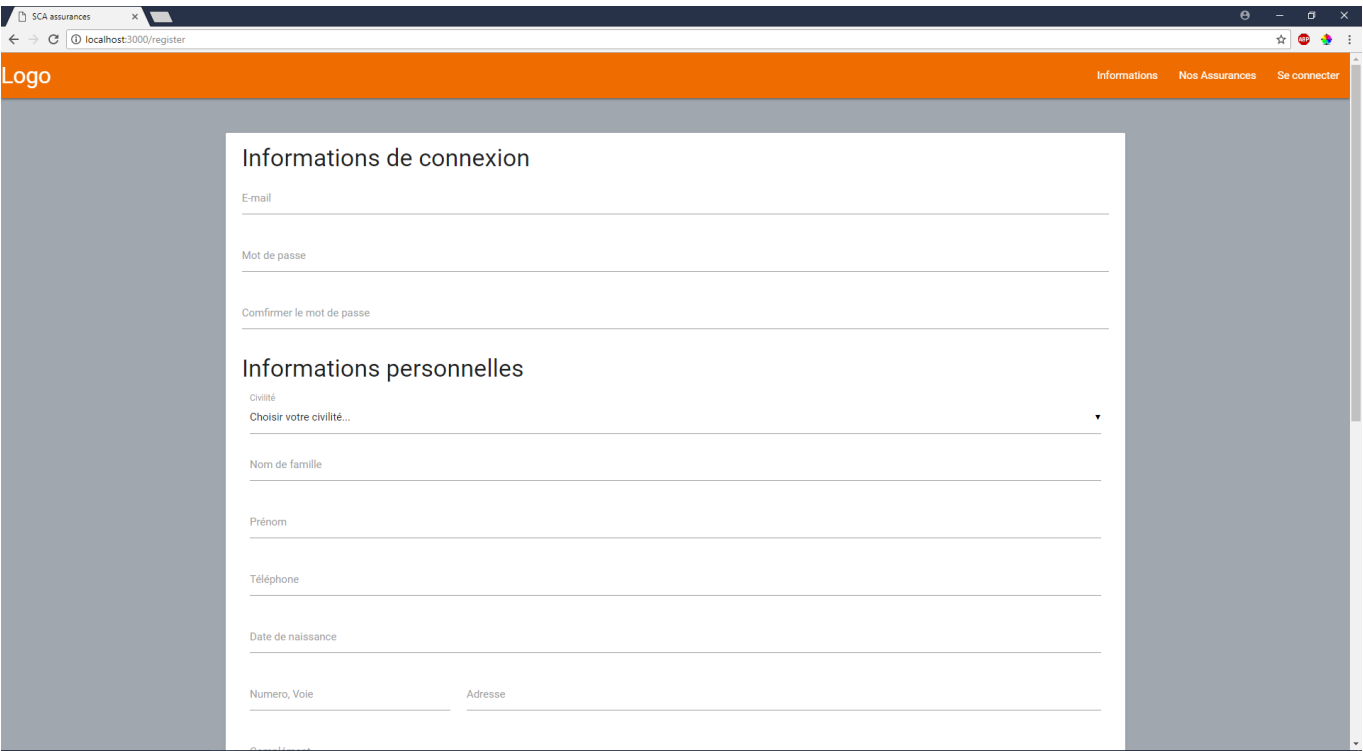 SCA assurances
localhost:3000/register
ABP
Logo
Informations Nos Assurances Se connecter
Informations de connexion
E-mail
Mot de passe
Comfirmer le mot de passe
Informations personnelles
Civilité
Choisir votre civilité...
Nom de famille
Prénom
Téléphone
Date de naissance
Numero, Voie Adresse
Complément